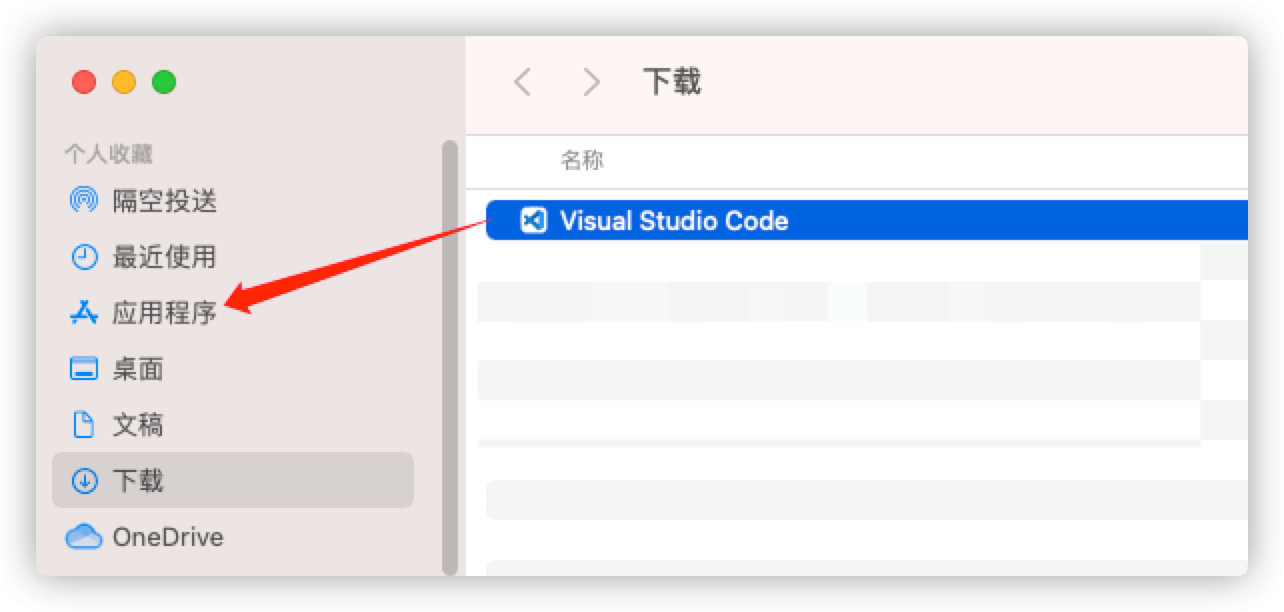 个人收藏
隔空投送
最近使用
应用程序
桌面
文稿
下载
OneDrive
下载
名称
Visual Studio Code